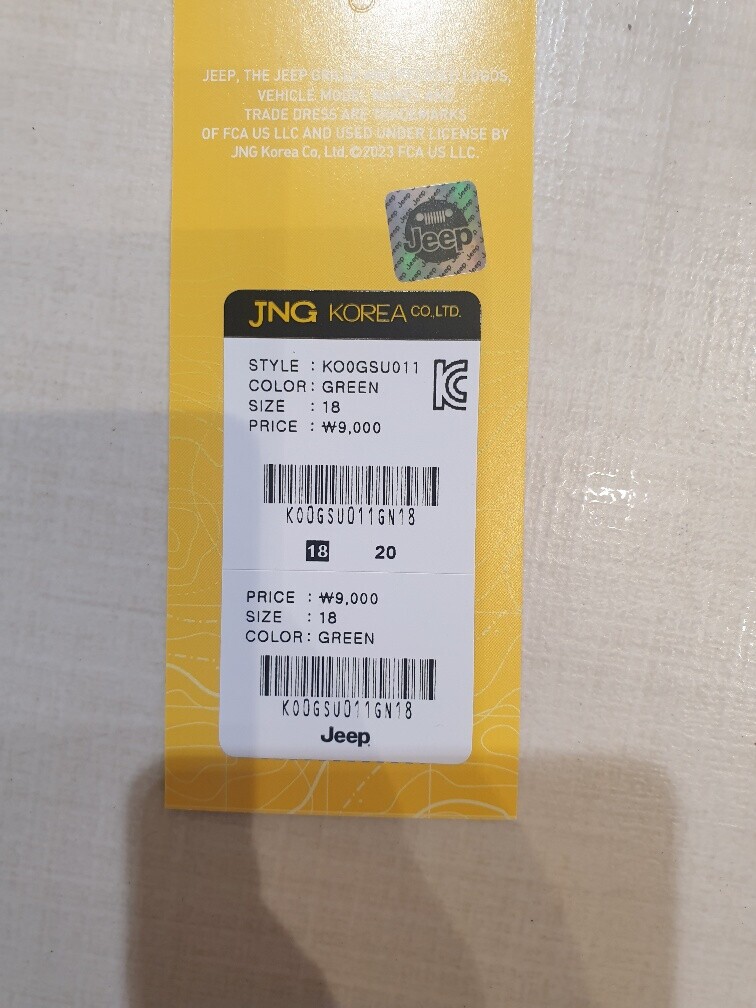 JEEP, THE JEEP LOGOS,
VEHICLE MODEL
TRADE DRESS ARE TRADEMARKS
OF FCA US LLC AND USED UNDER LICENSE BY
JNG Korea Co, Ltd. ©2023 FCA US LLC.
Jeep
JNG KOREA CO.,LTD.
STYLE : KO0GSU011
COLOR : GREEN
SIZE : 18
PRICE : ₩9,000
KO0GSU011GN18
18 20
PRICE : ₩9,000
SIZE : 18
COLOR : GREEN
KO0GSU011GN18
Jeep